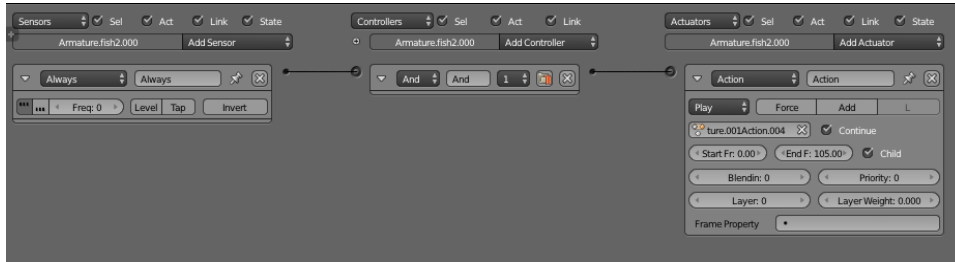 Sensors Sel Act Link State Controllers Sel Act Link Actuators Sel Act Link State
Armature.fish2.000 Add Sensor Armature.fish2.000 Add Controller Armature.fish2.000 Add Actuator
Always Always And And 1 Action Action
Freq: 0 Level Tap Invert Play Force Add L
ture.001Action.004 Continue
Start Fr: 0.00 End F: 105.00 Child
Blendin: 0 Priority: 0
Layer: 0 Layer Weight: 0.000
Frame Property